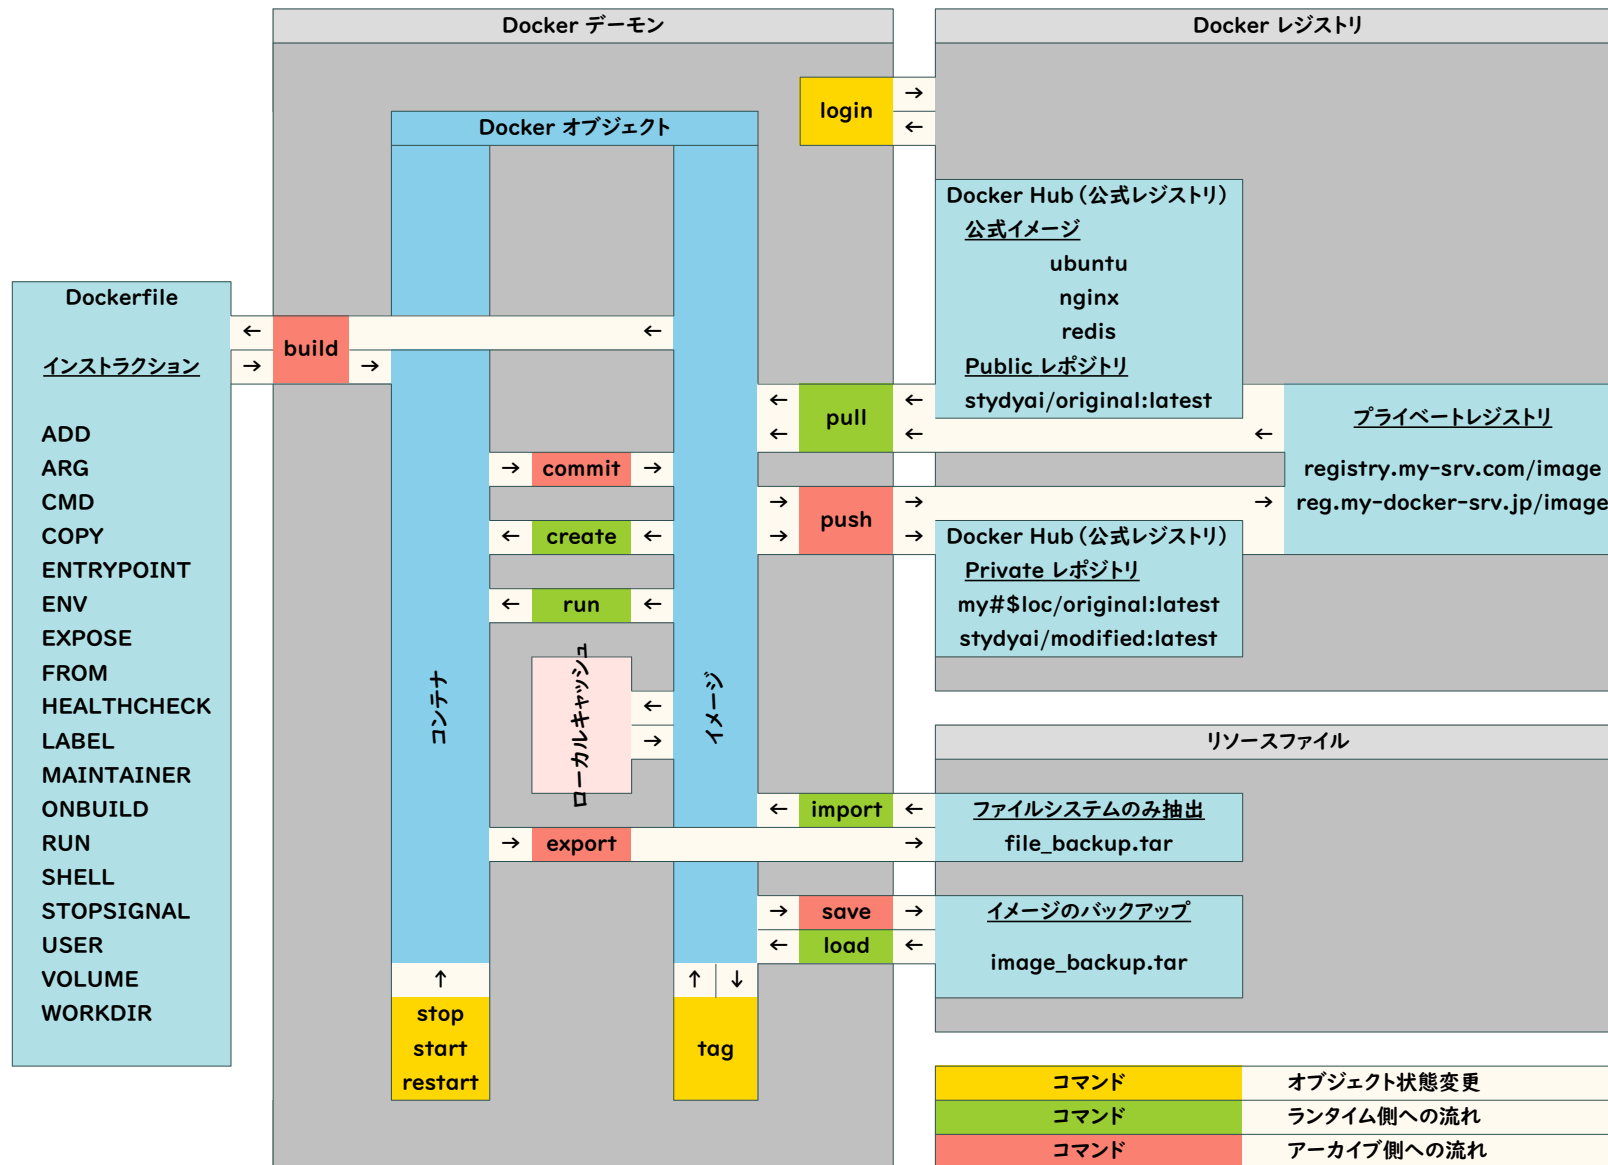 Docker デーモン
Docker レジストリ
login
→
←
Docker オブジェクト
Docker Hub（公式レジストリ）
公式イメージ
ubuntu
nginx
redis
Public レポジトリ
stydyai/original:latest
Dockerfile
インストラクション
ADD
ARG
CMD
COPY
ENTRYPOINT
ENV
EXPOSE
FROM
HEALTHCHECK
LABEL
MAINTAINER
ONBUILD
RUN
SHELL
STOPSIGNAL
USER
VOLUME
WORKDIR
← ←
build
→ →
← ←
pull
← ← ←
プライベートレジストリ
registry.my-srv.com/image
reg.my-docker-srv.jp/image
→ commit →
→ → →
push
→ →
← create ←
Docker Hub（公式レジストリ）
Private レポジトリ
my#$loc/original:latest
stydyai/modified:latest
← run ←
コンテナ
ローカルキャッシュ
←
→
イメージ
リソースファイル
← import ←
ファイルシステムのみ抽出
file_backup.tar
→ export →
→ save →
← load ←
イメージのバックアップ
image_backup.tar
↑
stop
start
restart
↑ ↓
tag
コマンド オブジェクト状態変更
コマンド ランタイム側への流れ
コマンド アーカイブ側への流れ